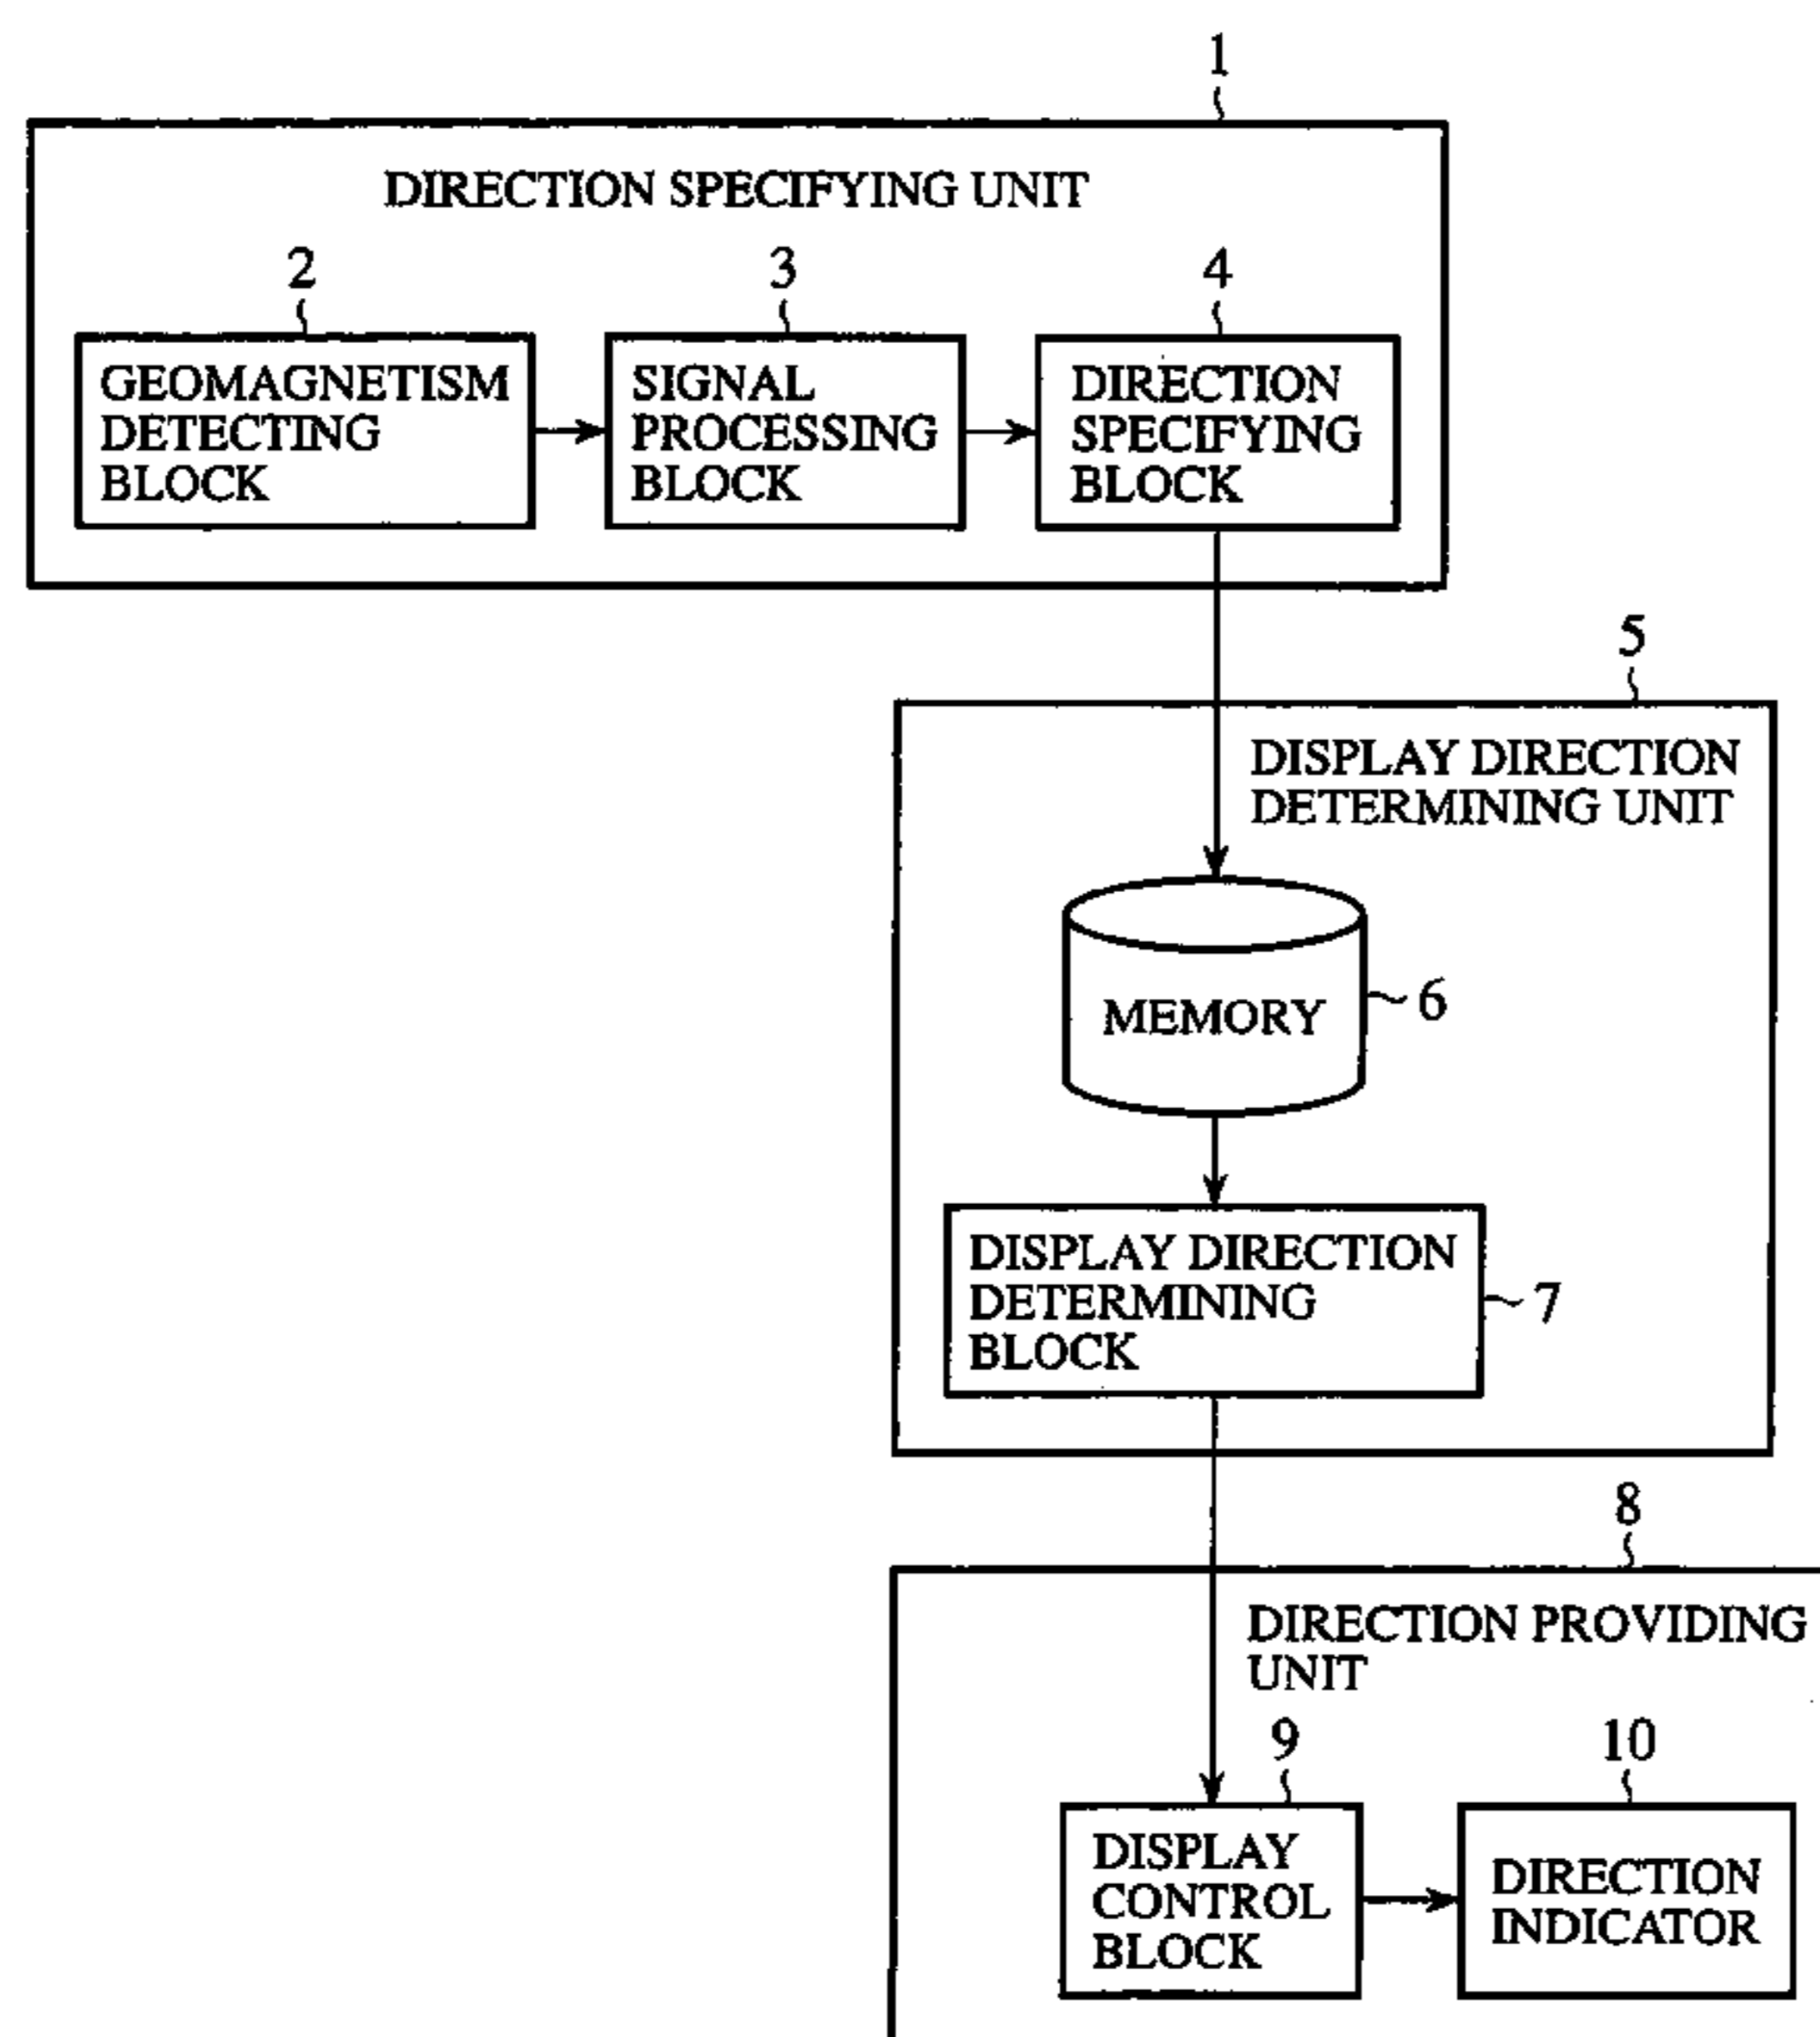 1
DIRECTION SPECIFYING UNIT
2
3
4
GEOMAGNETISM
DETECTING
BLOCK
SIGNAL
PROCESSING
BLOCK
DIRECTION
SPECIFYING
BLOCK
5
DISPLAY DIRECTION
DETERMINING UNIT
MEMORY
6
DISPLAY DIRECTION
DETERMINING
BLOCK
7
8
DIRECTION PROVIDING
UNIT
9
10
DISPLAY
CONTROL
BLOCK
DIRECTION
INDICATOR